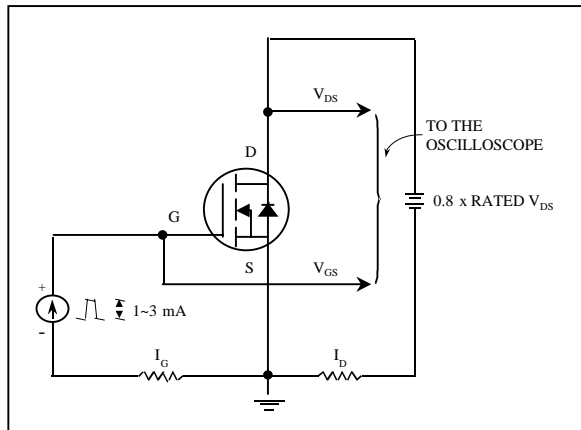 V_DS
TO THE
OSCILLOSCOPE
D
0.8 x RATED V_DS
G
S
V_GS
+
1~3 mA
-
I_G
I_D